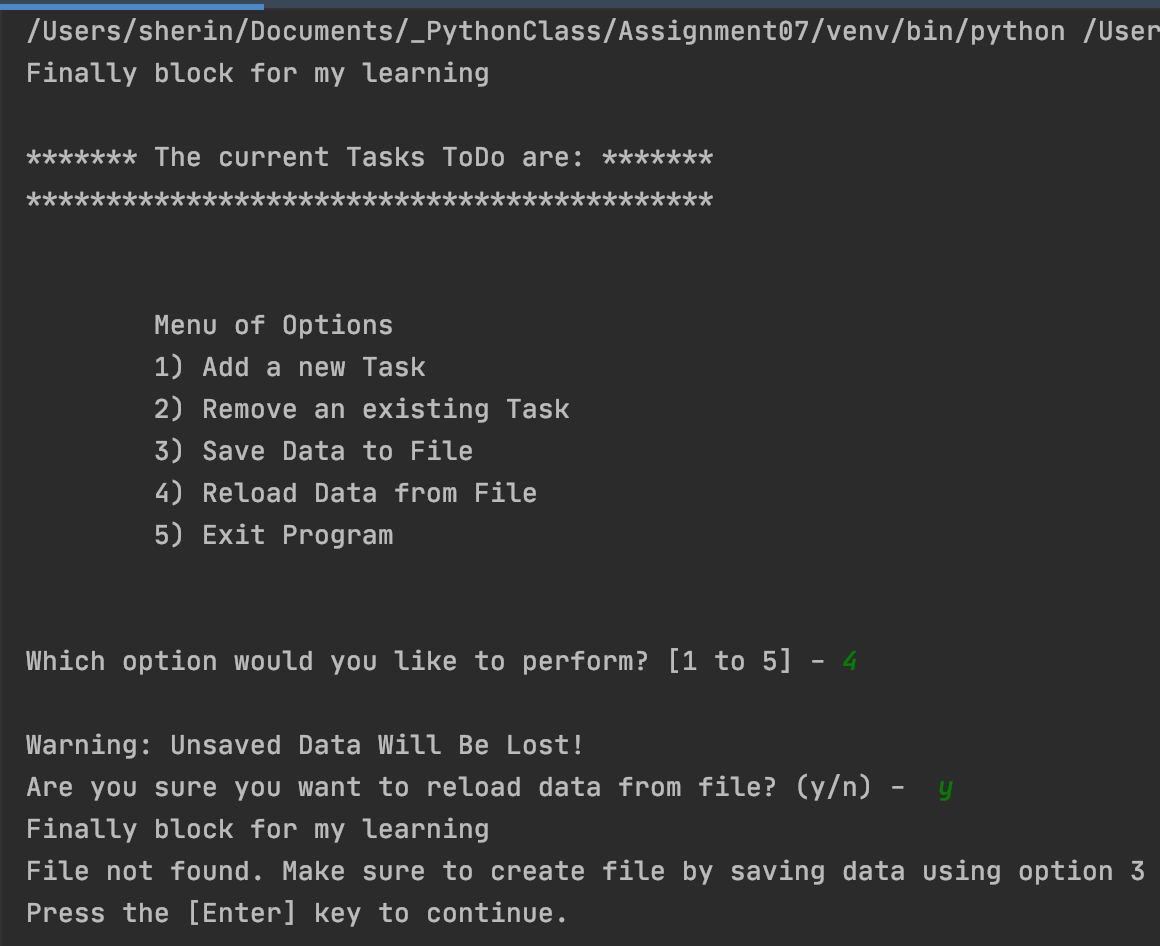 /Users/sherin/Documents/_PythonClass/Assignment07/venv/bin/python /User
Finally block for my learning
******* The current Tasks ToDo are: *******
*******************************************
Menu of Options
1) Add a new Task
2) Remove an existing Task
3) Save Data to File
4) Reload Data from File
5) Exit Program
Which option would you like to perform? [1 to 5] - 4
Warning: Unsaved Data Will Be Lost!
Are you sure you want to reload data from file? (y/n) -  y
Finally block for my learning
File not found. Make sure to create file by saving data using option 3
Press the [Enter] key to continue.